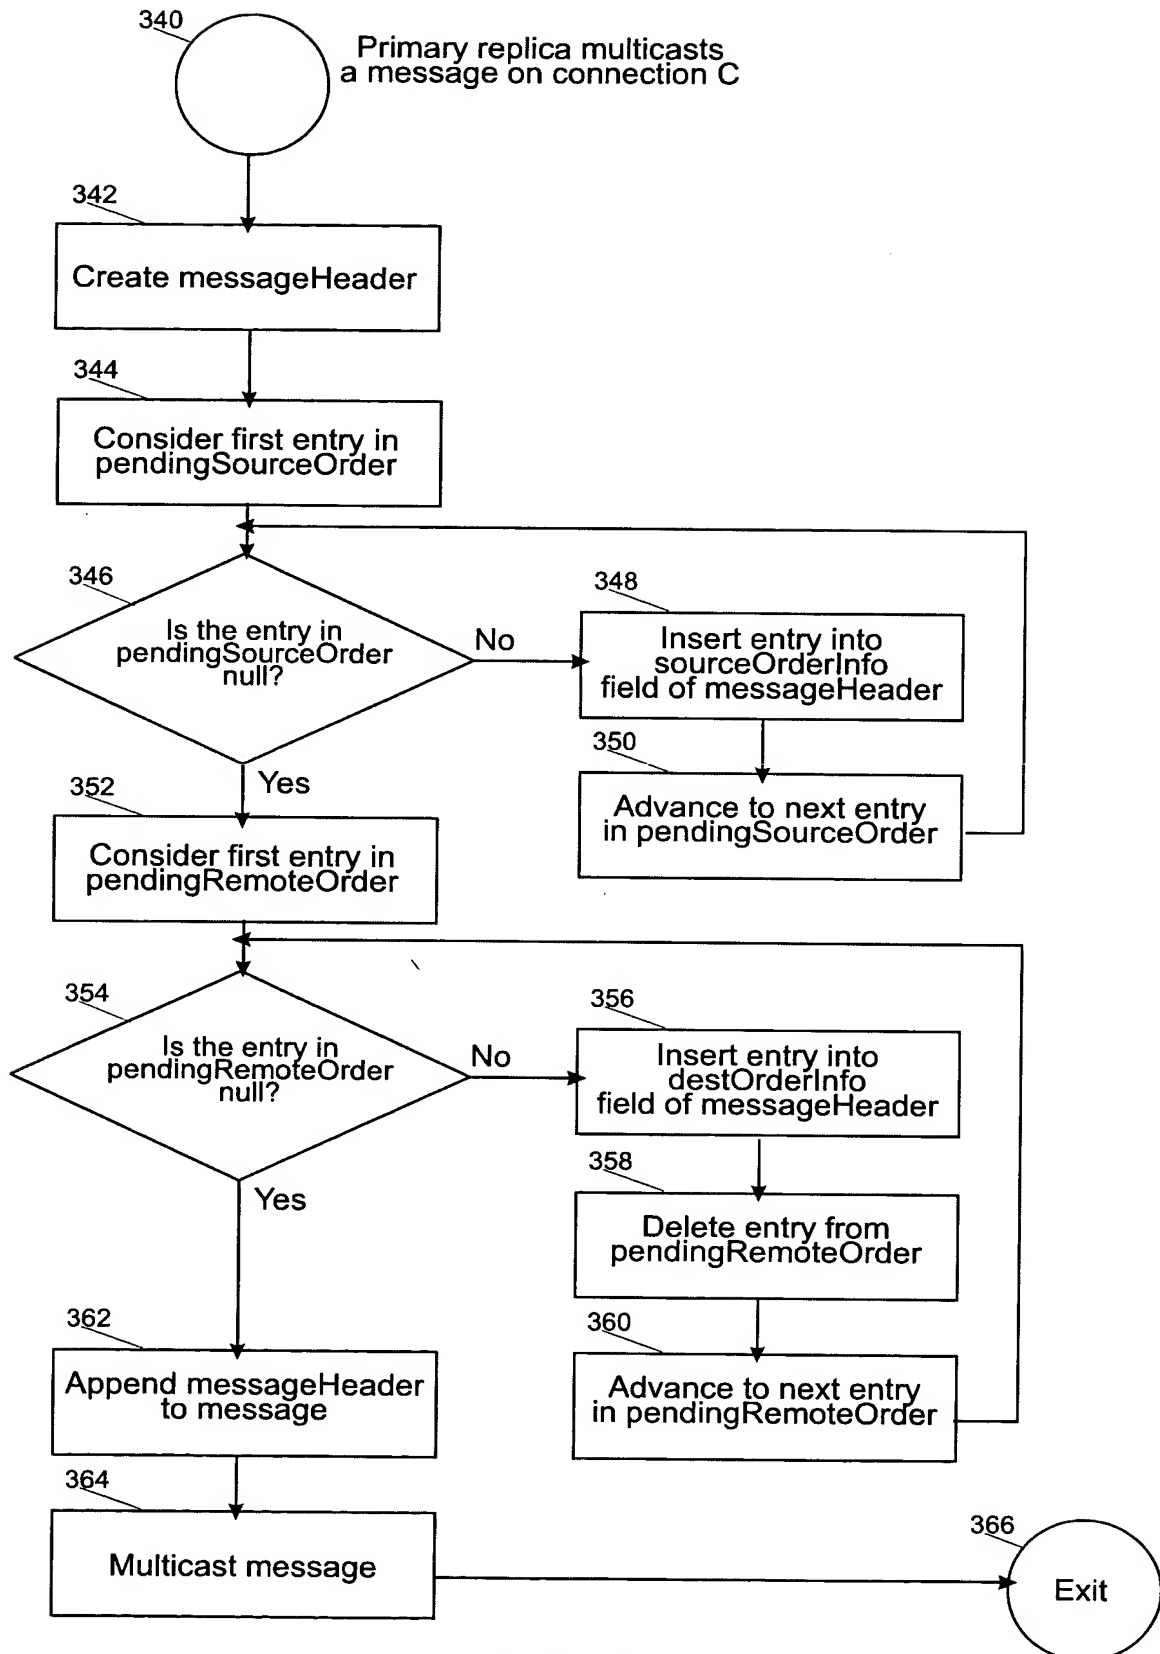 340
Primary replica multicasts
a message on connection C
342
Create messageHeader
344
Consider first entry in
pendingSourceOrder
346
Is the entry in
pendingSourceOrder
null?
No
348
Insert entry into
sourceOrderInfo
field of messageHeader
350
Advance to next entry
in pendingSourceOrder
Yes
352
Consider first entry in
pendingRemoteOrder
354
Is the entry in
pendingRemoteOrder
null?
No
356
Insert entry into
destOrderInfo
field of messageHeader
358
Delete entry from
pendingRemoteOrder
360
Advance to next entry
in pendingRemoteOrder
Yes
362
Append messageHeader
to message
364
Multicast message
366
Exit